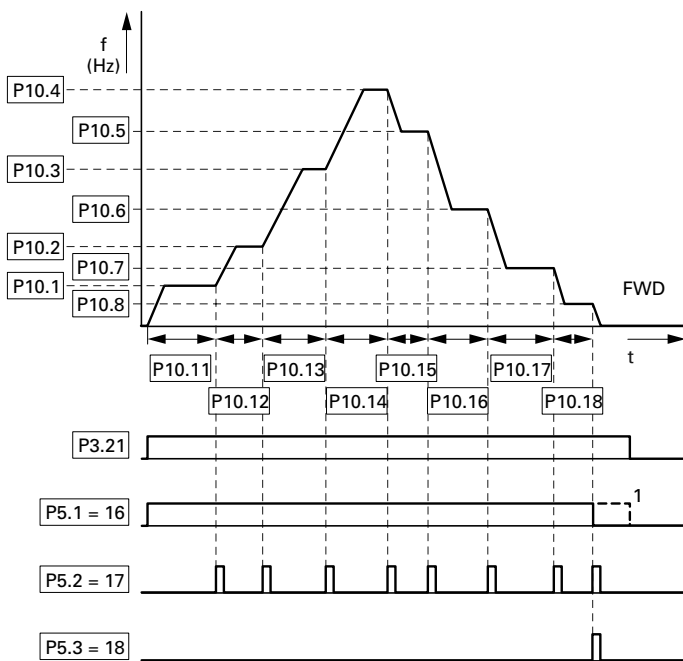 f
(Hz)
P10.4
P10.5
P10.3
P10.6
P10.2
P10.7
P10.1
P10.8
FWD
t
P10.11 P10.13 P10.15 P10.17
P10.12 P10.14 P10.16 P10.18
P3.21
P5.1 = 16
1
P5.2 = 17
P5.3 = 18